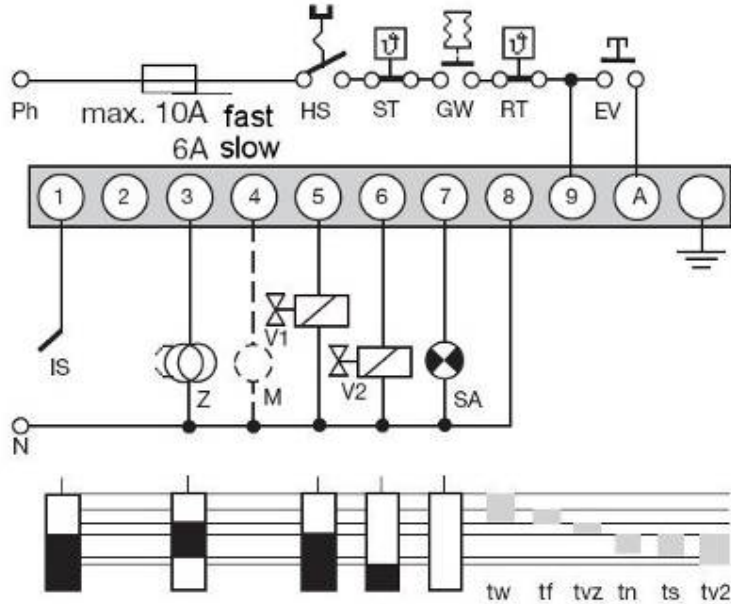 ϑ ϑ
Ph max. 10A fast HS ST GW RT EV
6A slow
1 2 3 4 5 6 7 8 9 A
IS Z M V1 V2 SA
N
tw tf tvz tn ts tv2